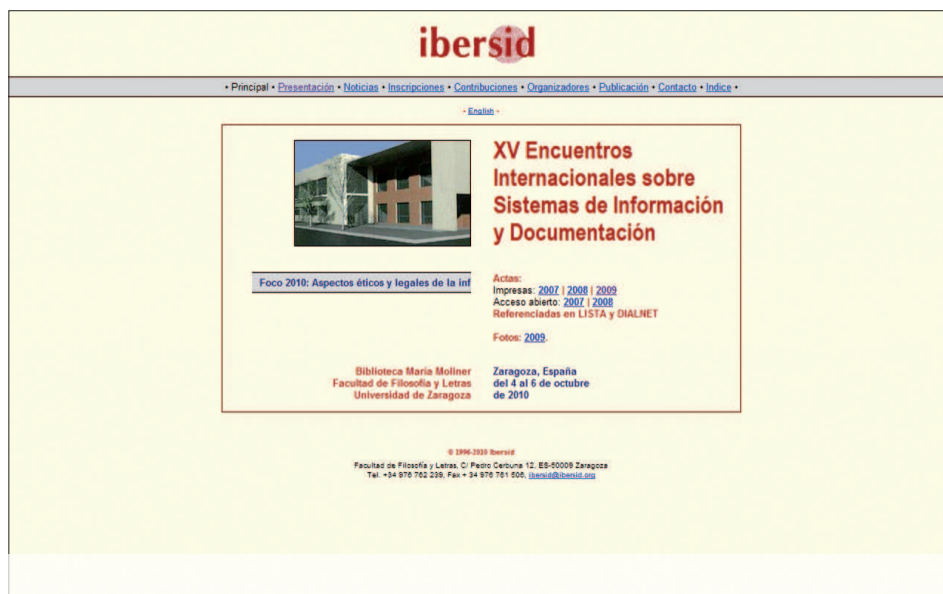 ibersid
• Principal • Presentación • Noticias • Inscripciones • Contribuciones • Organizadores • Publicación • Contacto • Indice •
- English -
XV Encuentros
Internacionales sobre
Sistemas de Información
y Documentación
Foco 2010: Aspectos éticos y legales de la inf
Actas:
Impresas: 2007 | 2008 | 2009
Acceso abierto: 2007 | 2008
Referenciadas en LISTA y DIALNET
Fotos: 2009.
Biblioteca María Moliner
Facultad de Filosofía y Letras
Universidad de Zaragoza
Zaragoza, España
del 4 al 6 de octubre
de 2010
© 1996-2010 Ibersid
Facultad de Filosofía y Letras, C/ Pedro Cerbuna 12, ES-50009 Zaragoza
Tel. +34 976 762 239, Fax + 34 976 761 506, ibersid@ibersid.org